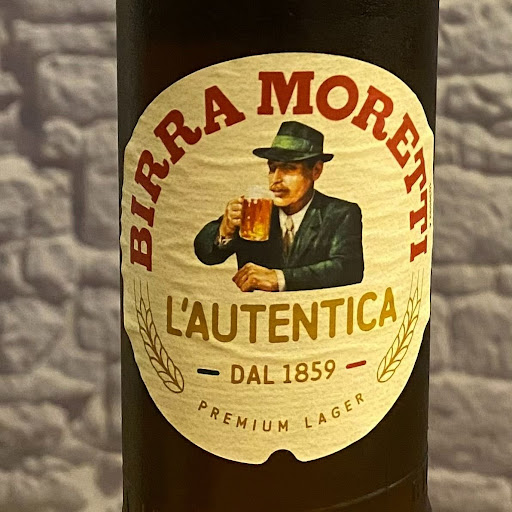 BIRRA MORETTI
L'AUTENTICA
DAL 1859
PREMIUM LAGER